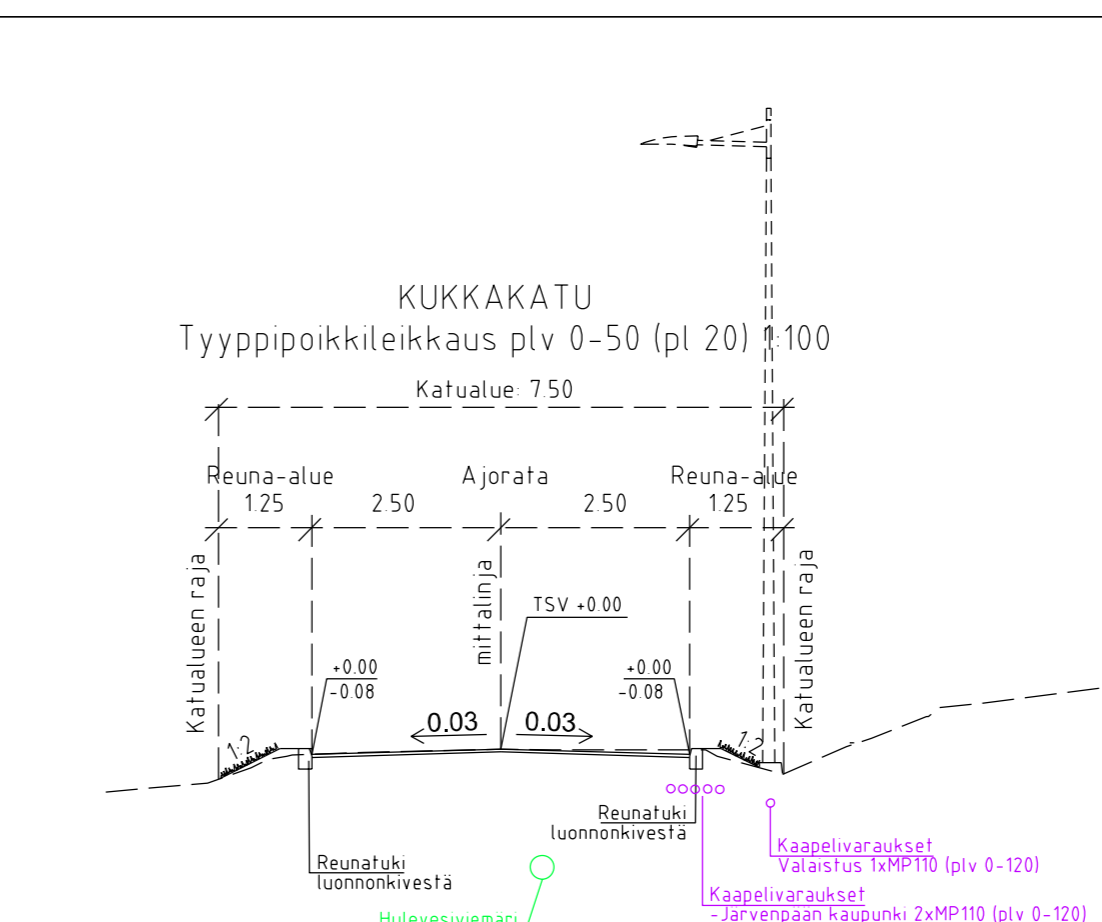 KUKKAKATU
Tyyppipoikkileikkaus plv 0-50 (pl 20) 1:100
Katualue: 7.50
Reuna-alue Ajorata Reuna-alue
1.25 2.50 2.50 1.25
Katualueen raja
mittalinja
Katualueen raja
TSV +0.00
+0.00
-0.08
+0.00
-0.08
0.03 0.03
1:2
1:2
Reunatuki
luonnonkivestä
Reunatuki
luonnonkivestä
Kaapelivaraukset
Valaistus 1xMP110 (plv 0-120)
Kaapelivaraukset
-Järvenpään kaupunki 2xMP110 (plv 0-120)
Hulevesiviemäri